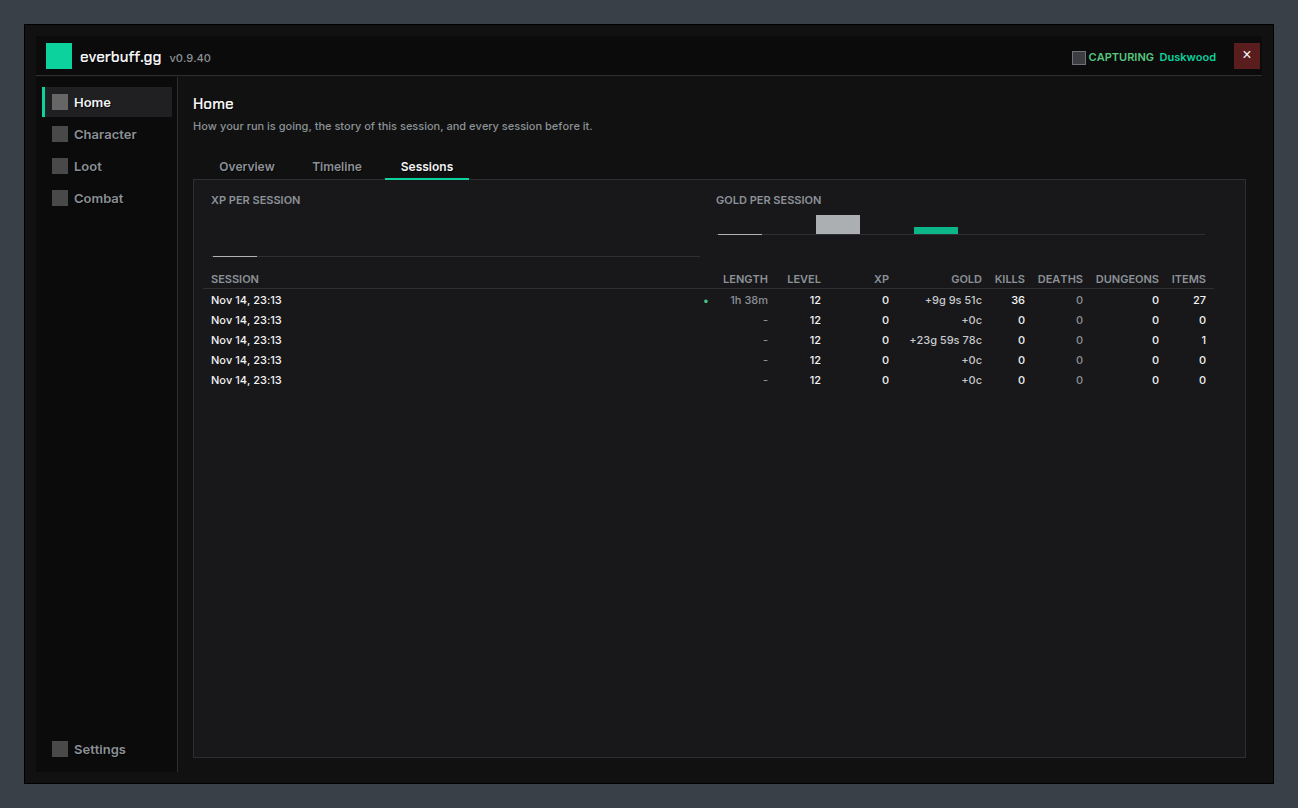 everbuff.gg v0.9.40
CAPTURING Duskwood ×
Home
Character
Loot
Combat
Settings
Home
How your run is going, the story of this session, and every session before it.
Overview Timeline Sessions
XP PER SESSION GOLD PER SESSION
SESSION LENGTH LEVEL XP GOLD KILLS DEATHS DUNGEONS ITEMS
Nov 14, 23:13 1h 38m 12 0 +9g 9s 51c 36 0 0 27
Nov 14, 23:13 - 12 0 +0c 0 0 0 0
Nov 14, 23:13 - 12 0 +23g 59s 78c 0 0 0 1
Nov 14, 23:13 - 12 0 +0c 0 0 0 0
Nov 14, 23:13 - 12 0 +0c 0 0 0 0